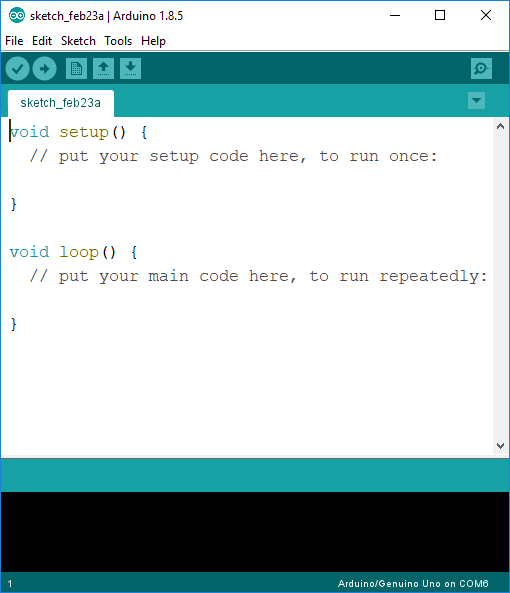 sketch_feb23a | Arduino 1.8.5
File Edit Sketch Tools Help
sketch_feb23a
void setup() {
  // put your setup code here, to run once:
}
void loop() {
  // put your main code here, to run repeatedly:
}
1 Arduino/Genuino Uno on COM6